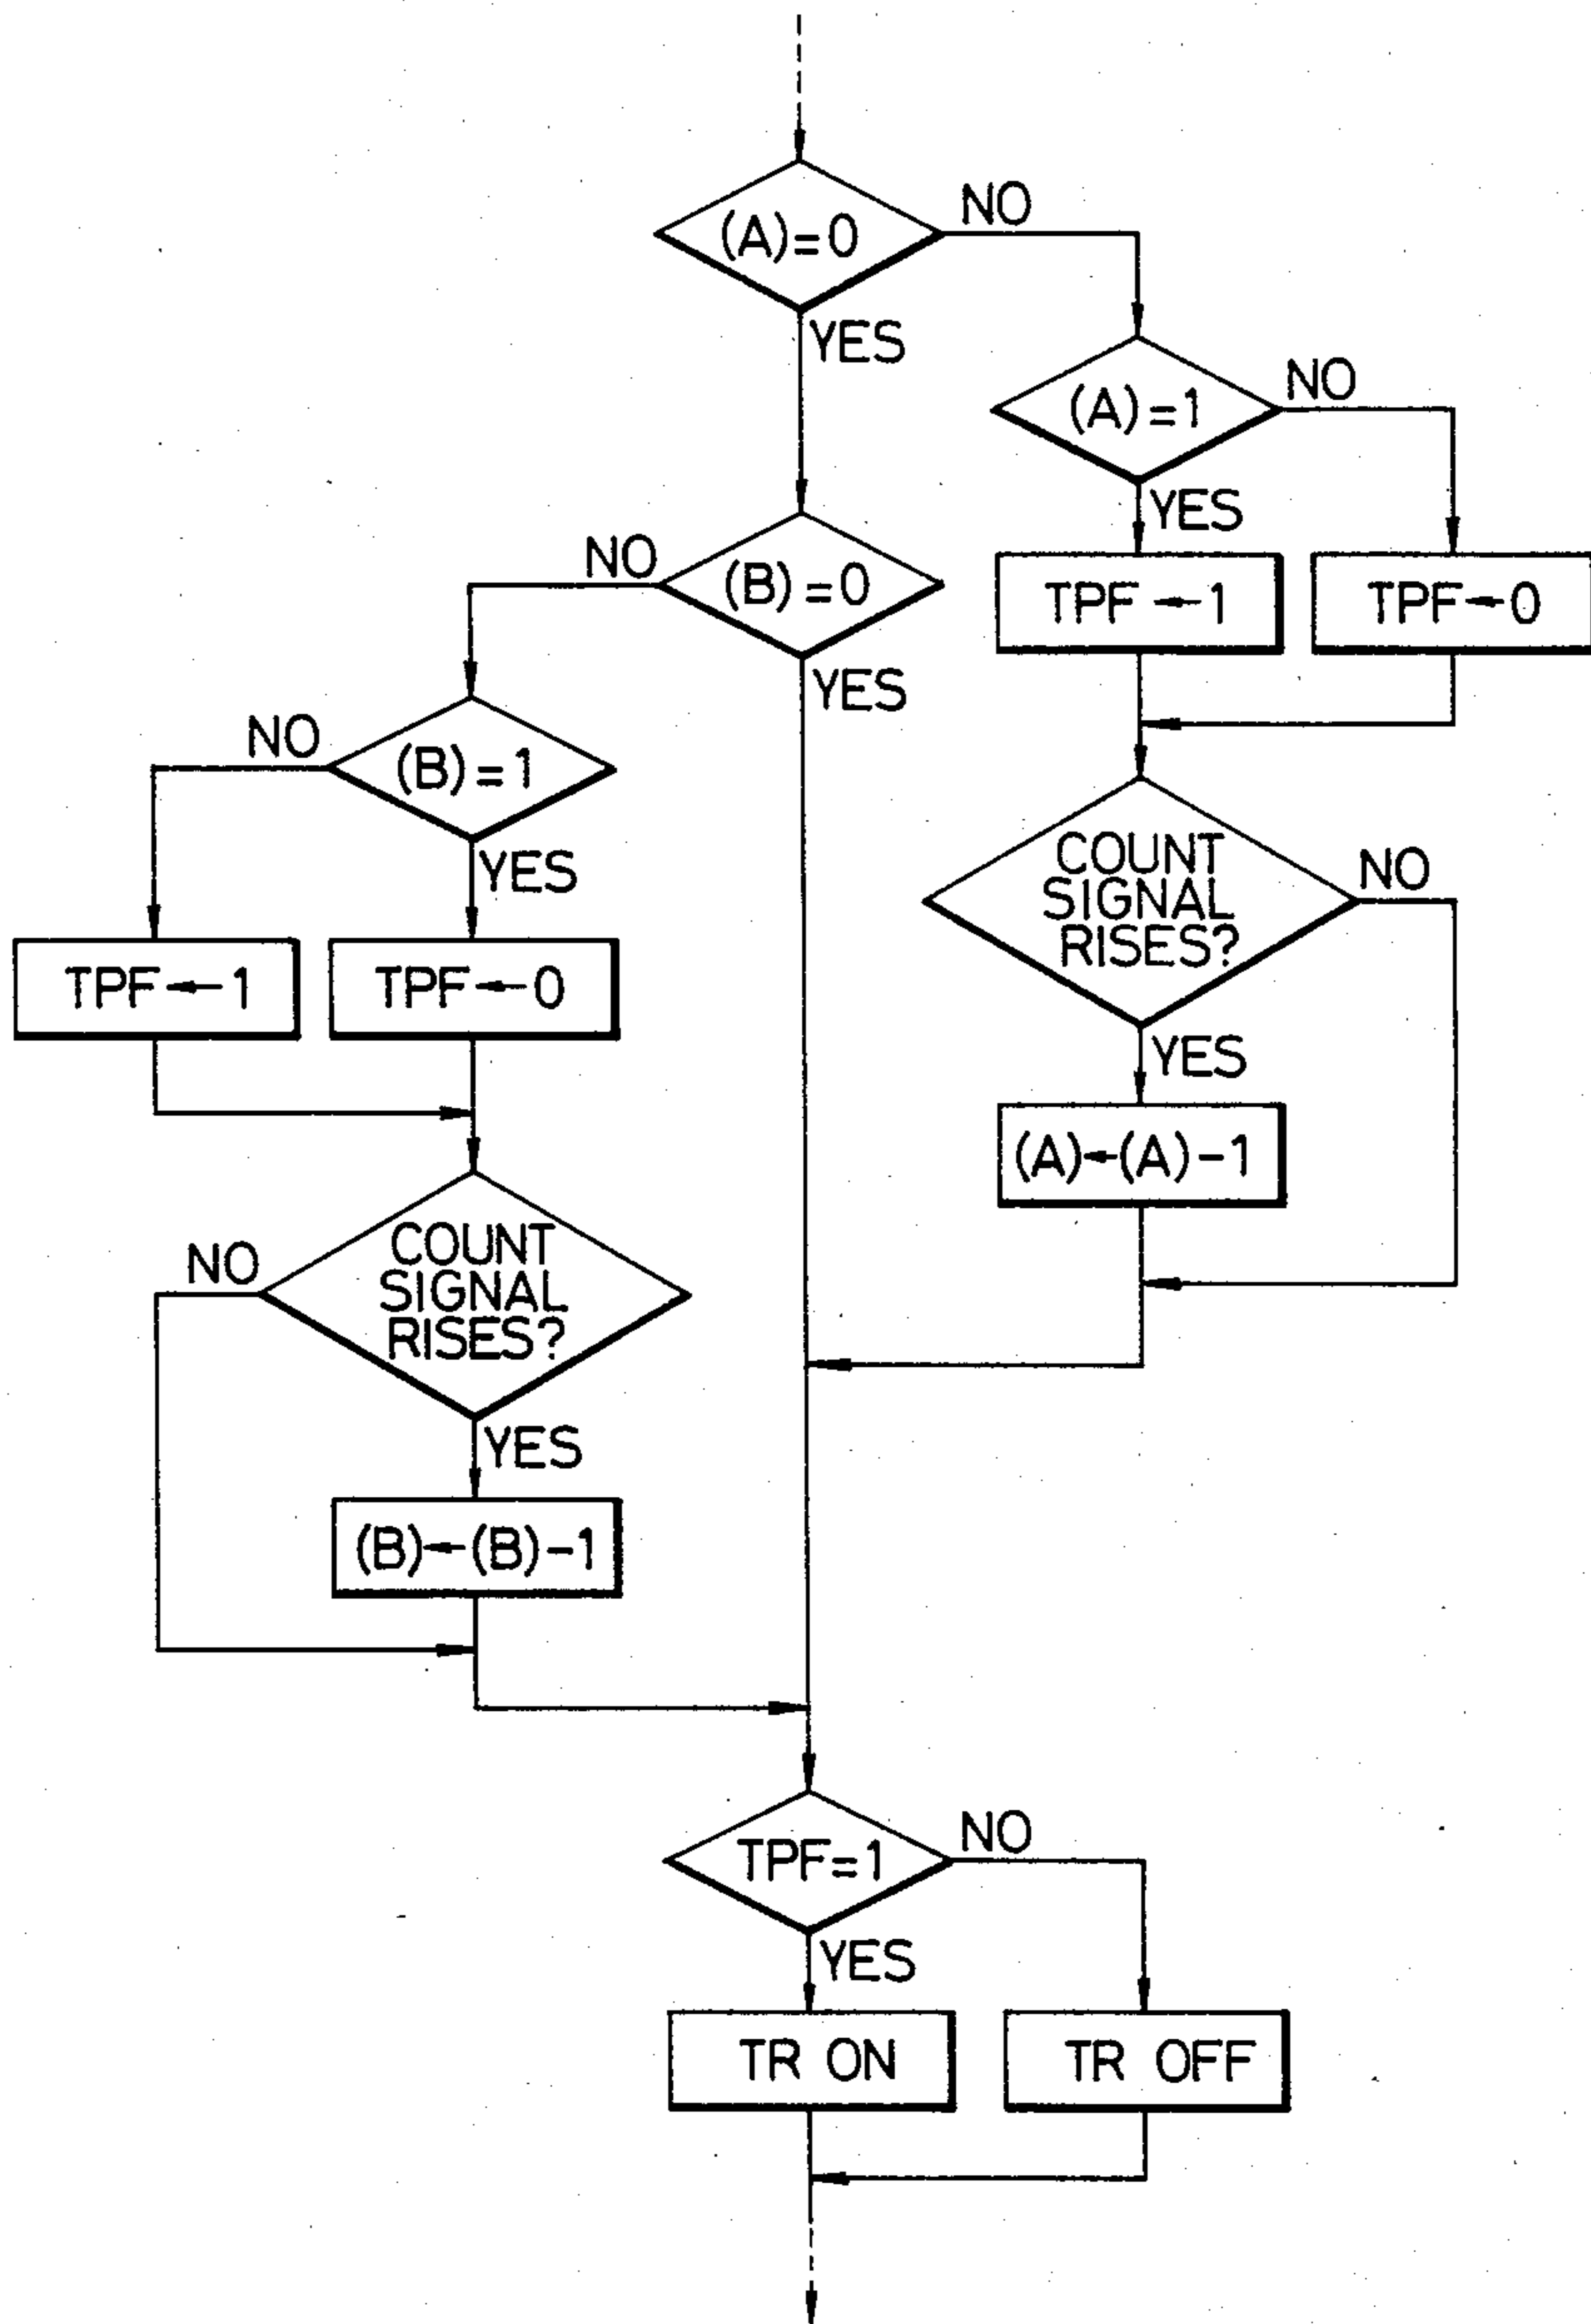 (A)=0
NO
YES
(A)=1
NO
YES
(B)=0
NO
YES
TPF←1
TPF←0
(B)=1
NO
YES
COUNT
SIGNAL
RISES?
NO
YES
TPF←1
TPF←0
(A)←(A)-1
COUNT
SIGNAL
RISES?
NO
YES
(B)←(B)-1
TPF=1
NO
YES
TR ON
TR OFF